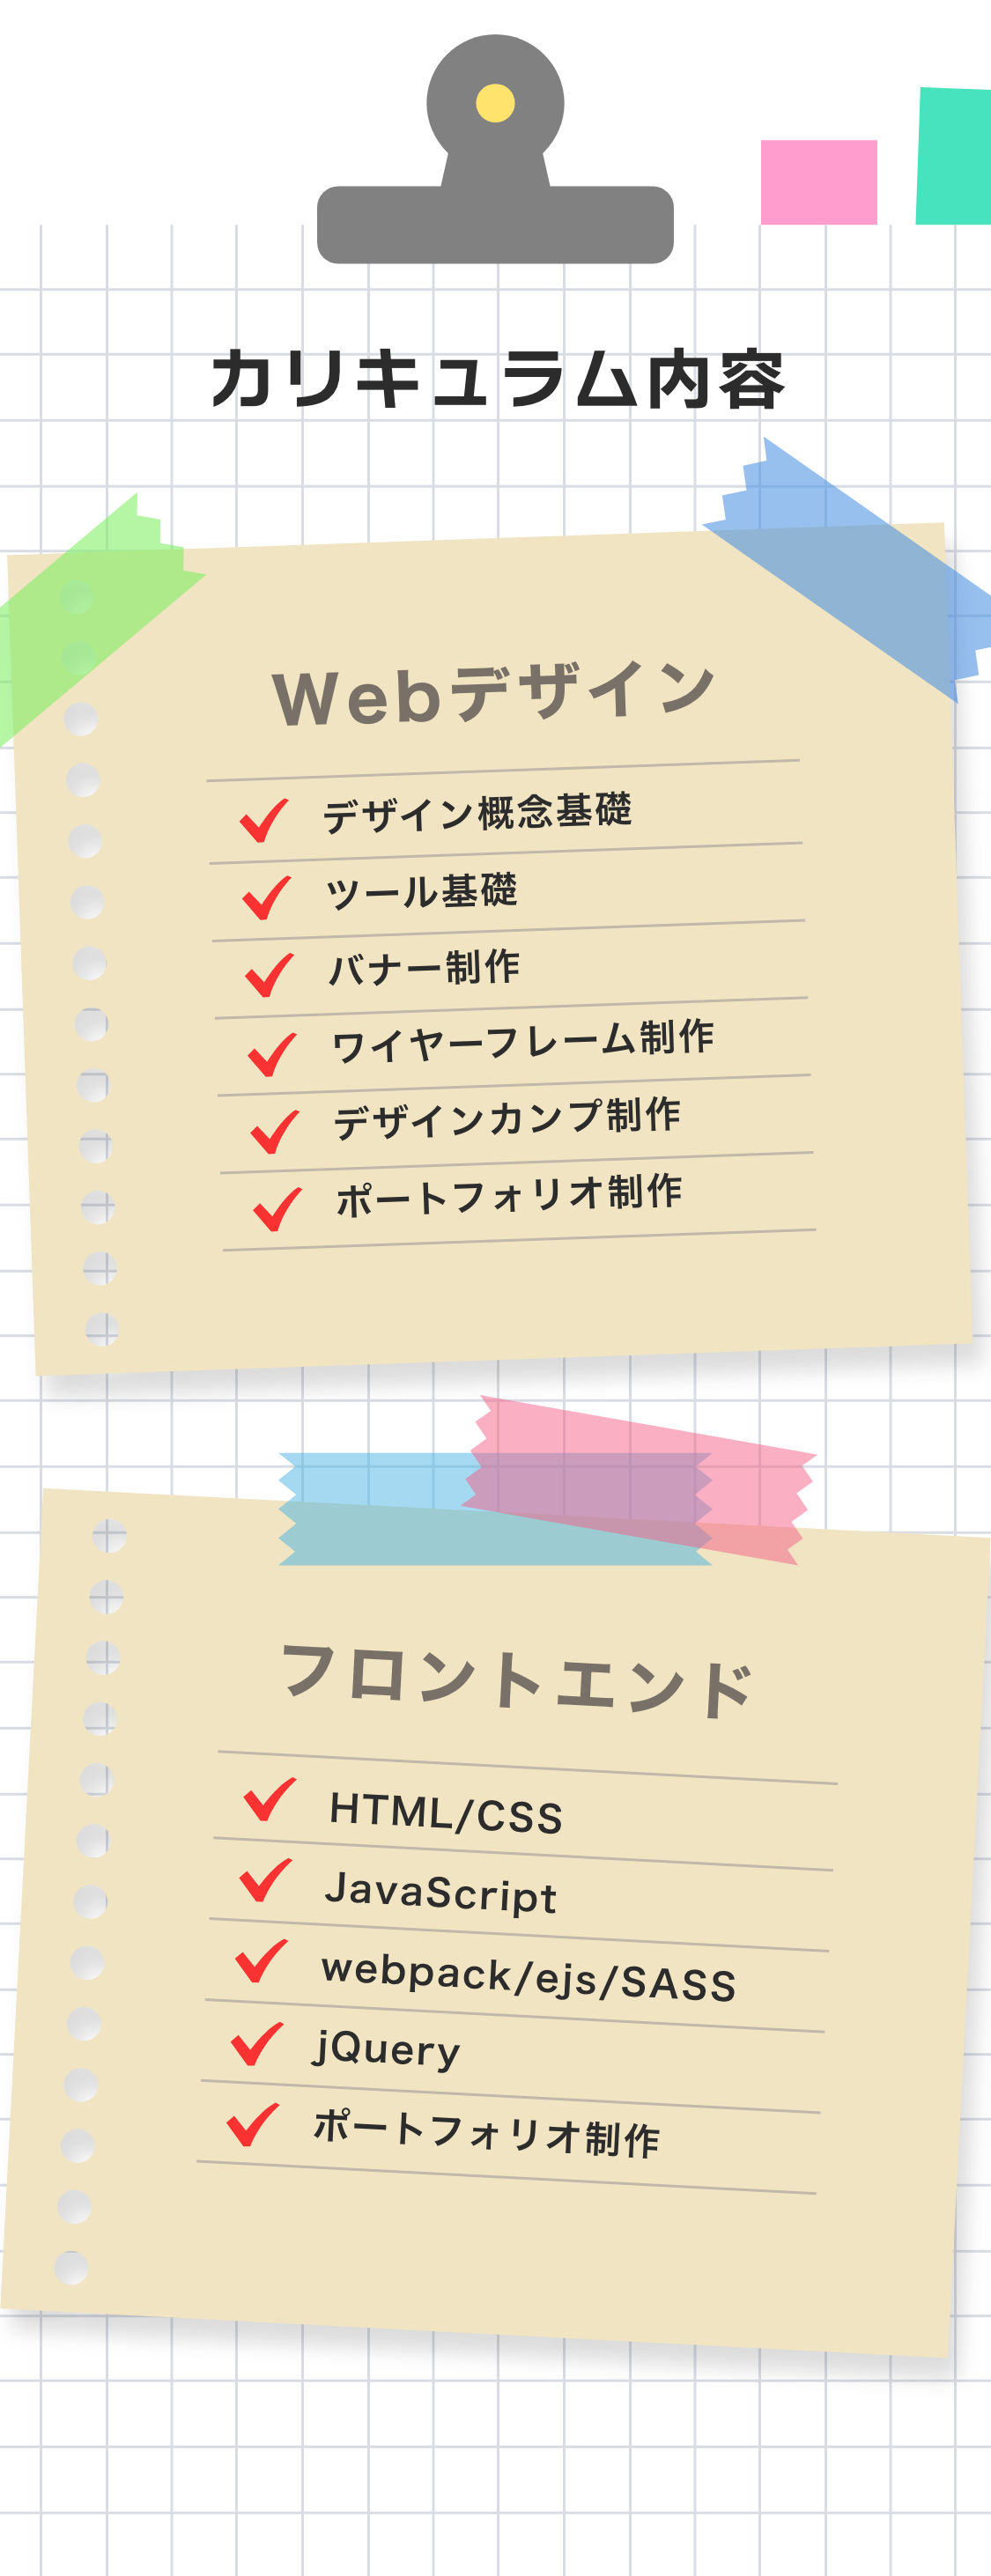 カリキュラム内容
Webデザイン
デザイン概念基礎
ツール基礎
バナー制作
ワイヤーフレーム制作
デザインカンプ制作
ポートフォリオ制作
フロントエンド
HTML/CSS
JavaScript
webpack/ejs/SASS
jQuery
ポートフォリオ制作